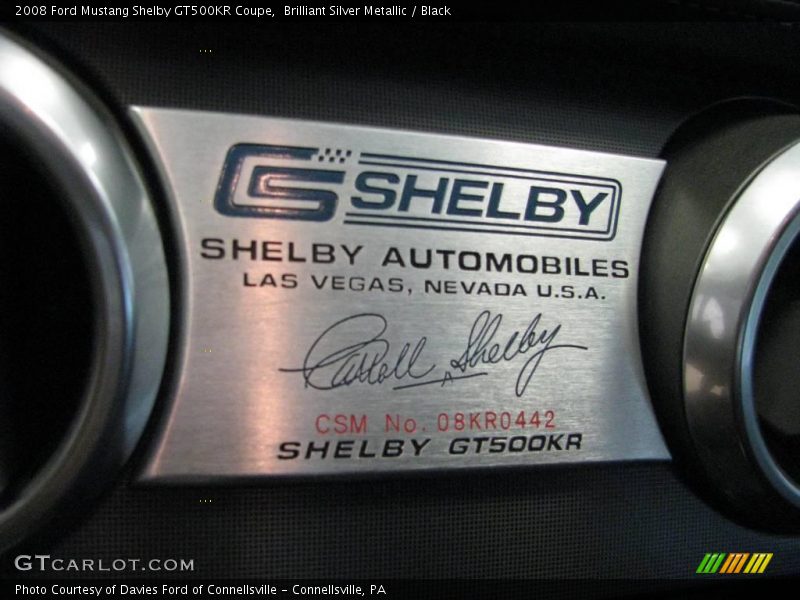 2008 Ford Mustang Shelby GT500KR Coupe,  Brilliant Silver Metallic / Black
CS SHELBY
SHELBY AUTOMOBILES
LAS VEGAS, NEVADA U.S.A.
Carroll Shelby
CSM No. 08KR0442
SHELBY GT500KR
GTCARLOT.COM
Photo Courtesy of Davies Ford of Connellsville - Connellsville, PA